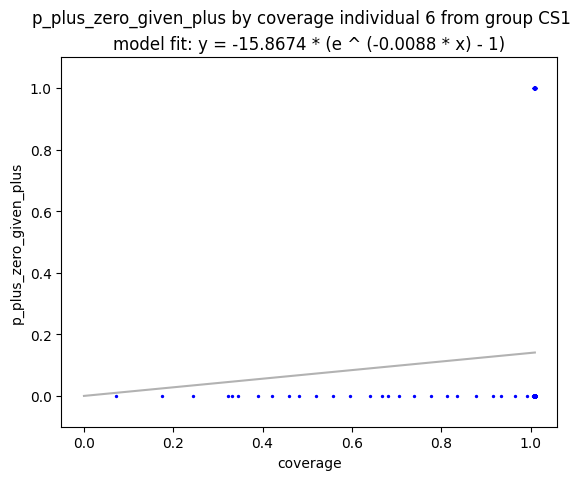 p_plus_zero_given_plus by coverage individual 6 from group CS1
model fit: y = -15.8674 * (e ^ (-0.0088 * x) - 1)
1.0
0.8
0.6
0.4
0.2
0.0
p_plus_zero_given_plus
0.0 0.2 0.4 0.6 0.8 1.0
coverage